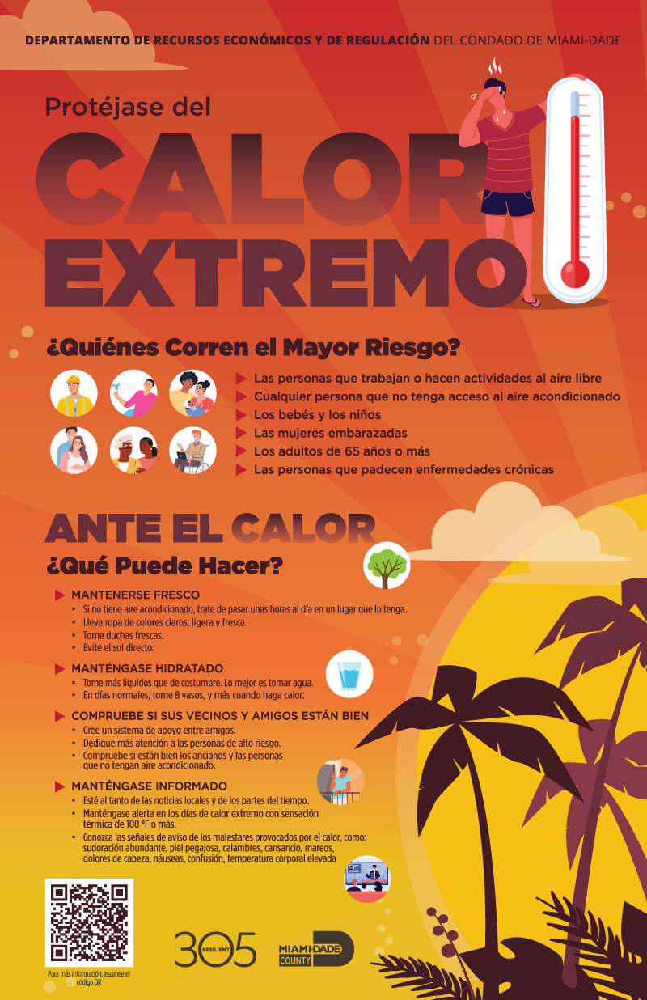 DEPARTAMENTO DE RECURSOS ECONÓMICOS Y DE REGULACIÓN DEL CONDADO DE MIAMI-DADE
Protéjase del
CALOR
EXTREMO
¿Quiénes Corren el Mayor Riesgo?
Las personas que trabajan o hacen actividades al aire libre
Cualquier persona que no tenga acceso al aire acondicionado
Los bebés y los niños
Las mujeres embarazadas
Los adultos de 65 años o más
Las personas que padecen enfermedades crónicas
ANTE EL CALOR
¿Qué Puede Hacer?
MANTENERSE FRESCO
• Si no tiene aire acondicionado, trate de pasar unas horas al día en un lugar que lo tenga.
• Lleve ropa de colores claros, ligera y fresca.
• Tome duchas frescas.
• Evite el sol directo.
MANTÉNGASE HIDRATADO
• Tome más líquidos que de costumbre. Lo mejor es tomar agua.
• En días normales, tome 8 vasos, y más cuando haga calor.
COMPRUEBE SI SUS VECINOS Y AMIGOS ESTÁN BIEN
• Cree un sistema de apoyo entre amigos.
• Dedique más atención a las personas de alto riesgo.
• Compruebe si están bien los ancianos y las personas
que no tengan aire acondicionado.
MANTÉNGASE INFORMADO
• Esté al tanto de las noticias locales y de los partes del tiempo.
• Manténgase alerta en los días de calor extremo con sensación
térmica de 100 ºF o más.
• Conozca las señales de aviso de los malestares provocados por el calor, como:
sudoración abundante, piel pegajosa, calambres, cansancio, mareos,
dolores de cabeza, náuseas, confusión, temperatura corporal elevada
Para más información, escanee el
código QR
305
RESILIENT
MIAMI-DADE
COUNTY